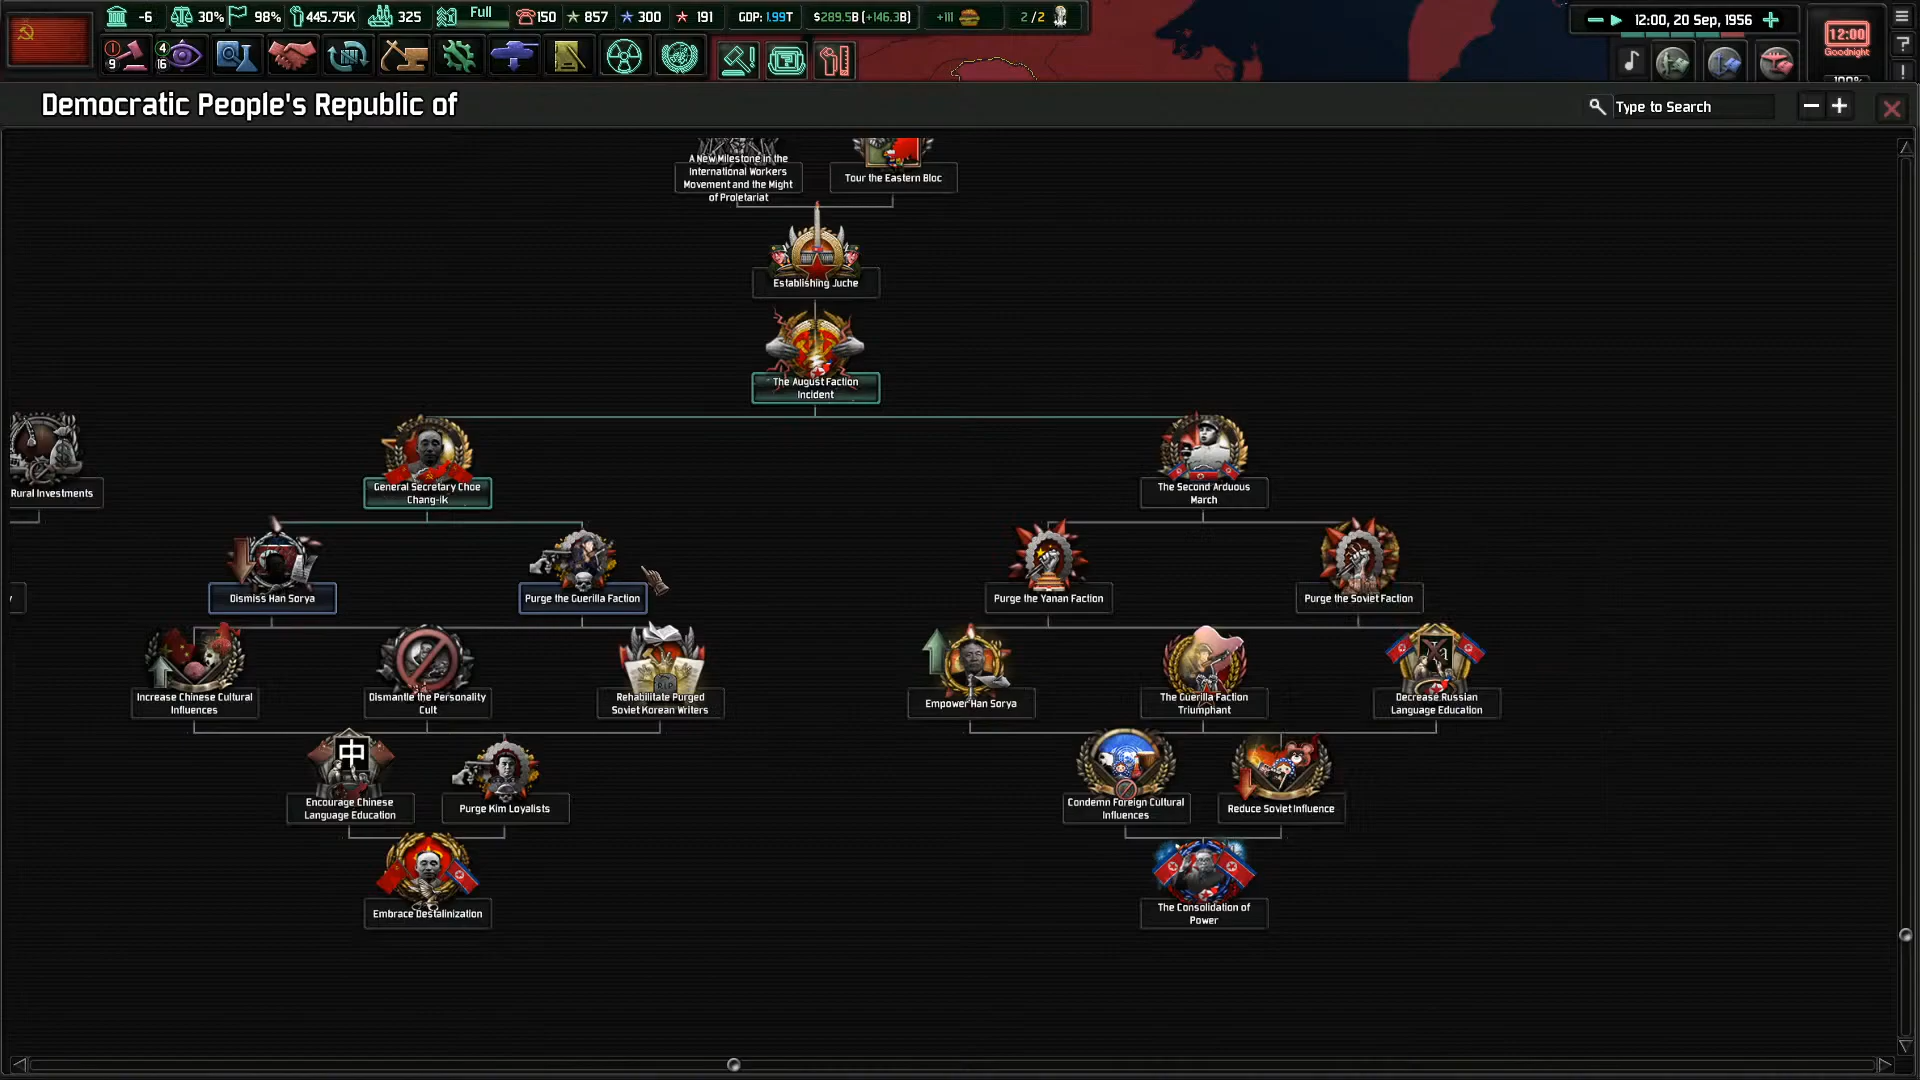 -6 30% 98% 445.75K 325 Full 150 857 300 191 GDP: 1.99T $289.5B (+146.3B) +111 2/2
12:00, 20 Sep, 1956
12:00
Goodnight
100%
9
4
16
Democratic People's Republic of
Type to Search
A New Milestone in the
International Workers
Movement and the Might
of Proletariat
Tour the Eastern Bloc
Establishing Juche
The August Faction
Incident
Rural Investments
General Secretary Choe
Chang-ik
The Second Arduous
March
y
Dismiss Han Sorya
Purge the Guerilla Faction
Purge the Yanan Faction
Purge the Soviet Faction
Increase Chinese Cultural
Influences
Dismantle the Personality
Cult
Rehabilitate Purged
Soviet Korean Writers
Empower Han Sorya
The Guerilla Faction
Triumphant
Decrease Russian
Language Education
中
Encourage Chinese
Language Education
Purge Kim Loyalists
Condemn Foreign Cultural
Influences
Reduce Soviet Influence
Embrace Destalinization
The Consolidation of
Power